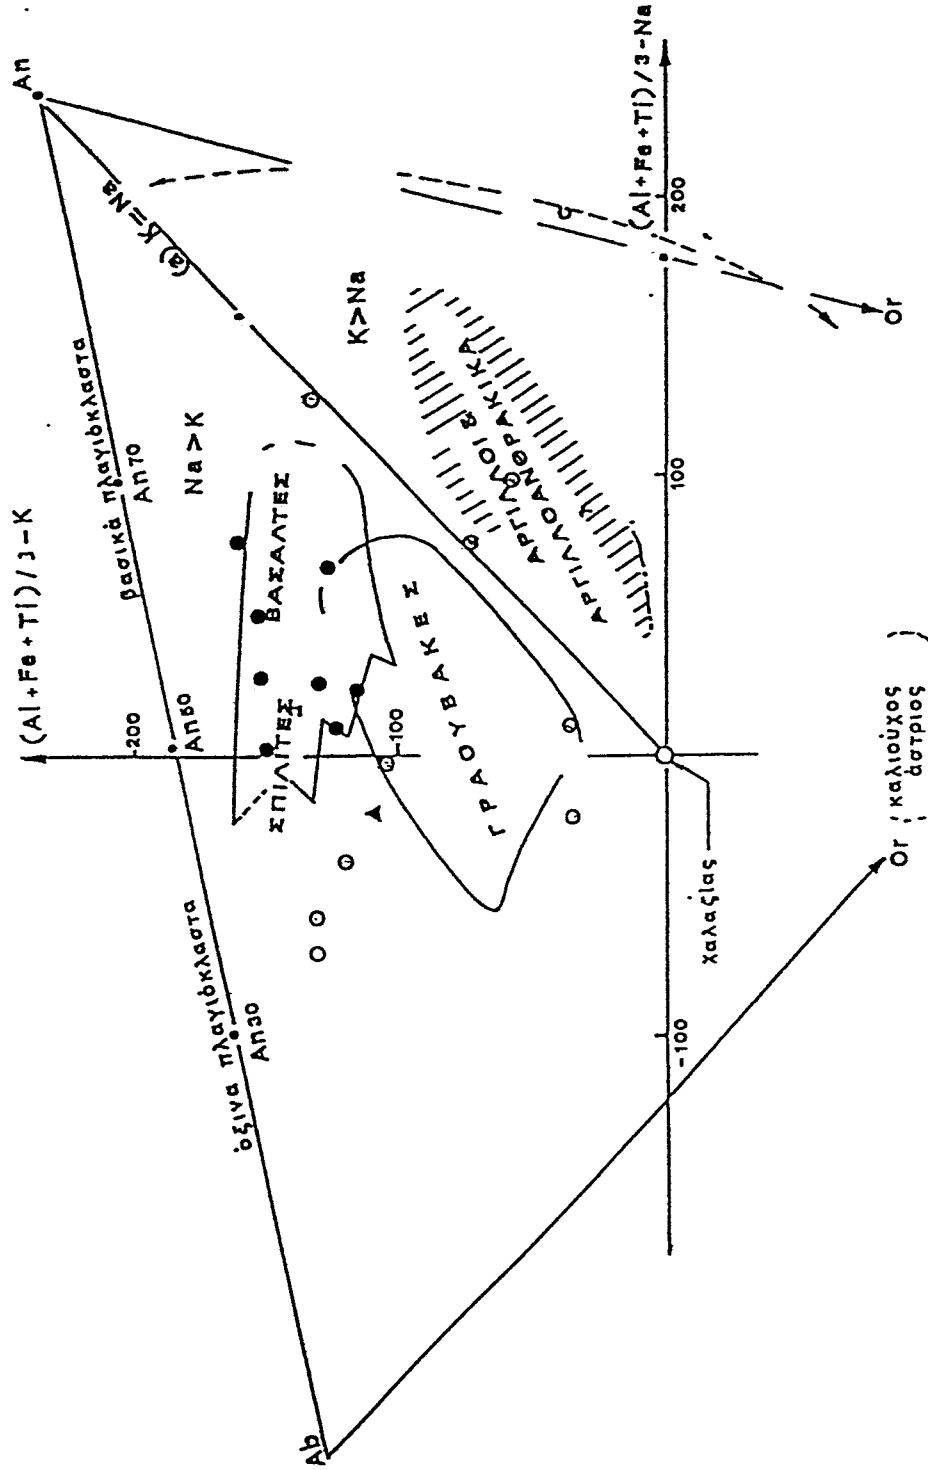 (Al+Fe+Ti)/3-K
An
βασικά πλαγιόκλαστα
An70
Na>K
(a) K=Na
K>Na
-200
An50
ΒΑΣΑΛΤΕΣ
ΣΠΙΛΙΤΕΣ
-100
όξινα πλαγιόκλαστα
An30
ΓΡΑΟΥΒΑΚΕΣ
ΑΡΓΙΛΛΟΙ &
ΑΡΓΙΛΛΟΑΝΘΡΑΚΙΚΑ
(Al+Fe+Ti)/3-Na
Ab
-100
100
200
χαλαζίας
Or (καλιούχος
άστριος)
Or